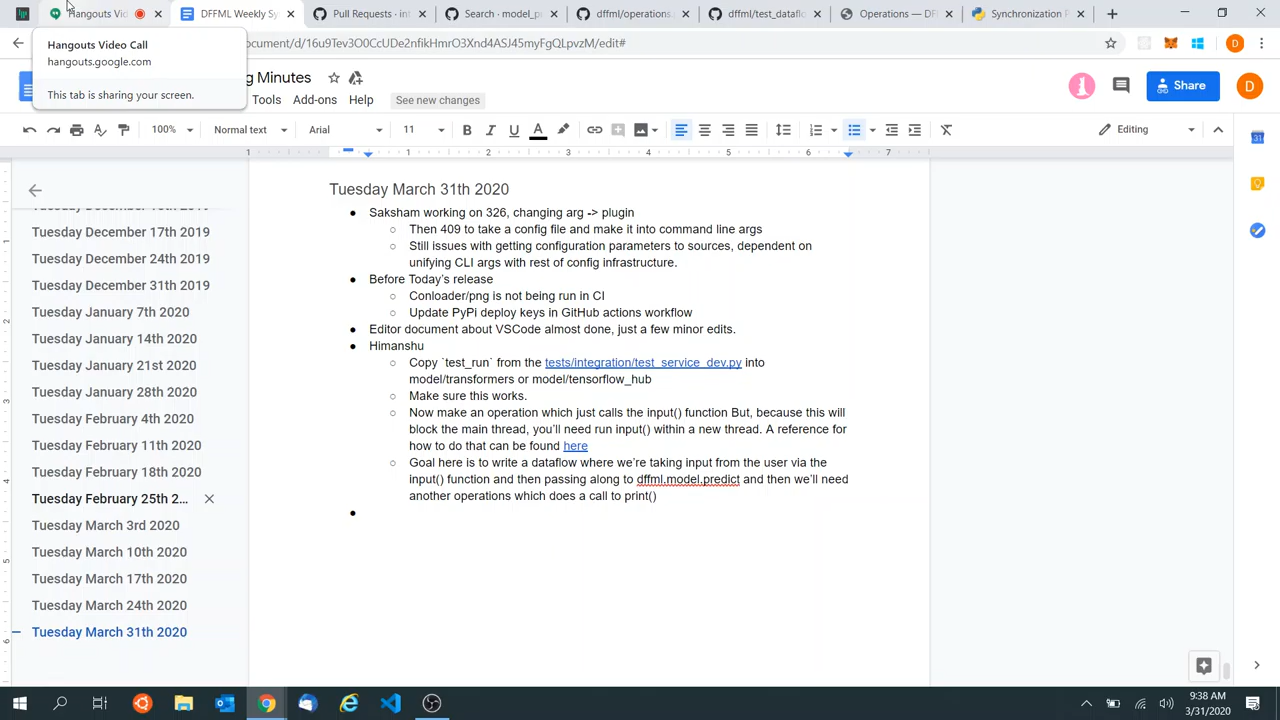 Hangouts Vid
DFFML Weekly Sy
Pull Requests · int
Search · model_pr
dffml/operations.p
dffml/test_dataflo
Operations — DF
Synchronization P
Hangouts Video Call
hangouts.google.com
This tab is sharing your screen.
ocument/d/16u9Tev3O0CcUDe2nfikHmrO3Xnd4ASJ45myFgQLpvzM/edit#
D
g Minutes
Tools Add-ons Help See new changes
Share
D
100% Normal text Arial 11 B I U A Editing
1 1 2 3 4 5 6 7
Tuesday December 17th 2019
Tuesday December 24th 2019
Tuesday December 31th 2019
Tuesday January 7th 2020
Tuesday January 14th 2020
Tuesday January 21st 2020
Tuesday January 28th 2020
Tuesday February 4th 2020
Tuesday February 11th 2020
Tuesday February 18th 2020
Tuesday February 25th 2...
Tuesday March 3rd 2020
Tuesday March 10th 2020
Tuesday March 17th 2020
Tuesday March 24th 2020
Tuesday March 31th 2020
Tuesday March 31th 2020
● Saksham working on 326, changing arg -> plugin
○ Then 409 to take a config file and make it into command line args
○ Still issues with getting configuration parameters to sources, dependent on
unifying CLI args with rest of config infrastructure.
● Before Today's release
○ Conloader/png is not being run in CI
○ Update PyPi deploy keys in GitHub actions workflow
● Editor document about VSCode almost done, just a few minor edits.
● Himanshu
○ Copy `test_run` from the tests/integration/test_service_dev.py into
model/transformers or model/tensorflow_hub
○ Make sure this works.
○ Now make an operation which just calls the input() function But, because this will
block the main thread, you'll need run input() within a new thread. A reference for
how to do that can be found here
○ Goal here is to write a dataflow where we're taking input from the user via the
input() function and then passing along to dffml.model.predict and then we'll need
another operations which does a call to print()
●
9:38 AM
3/31/2020